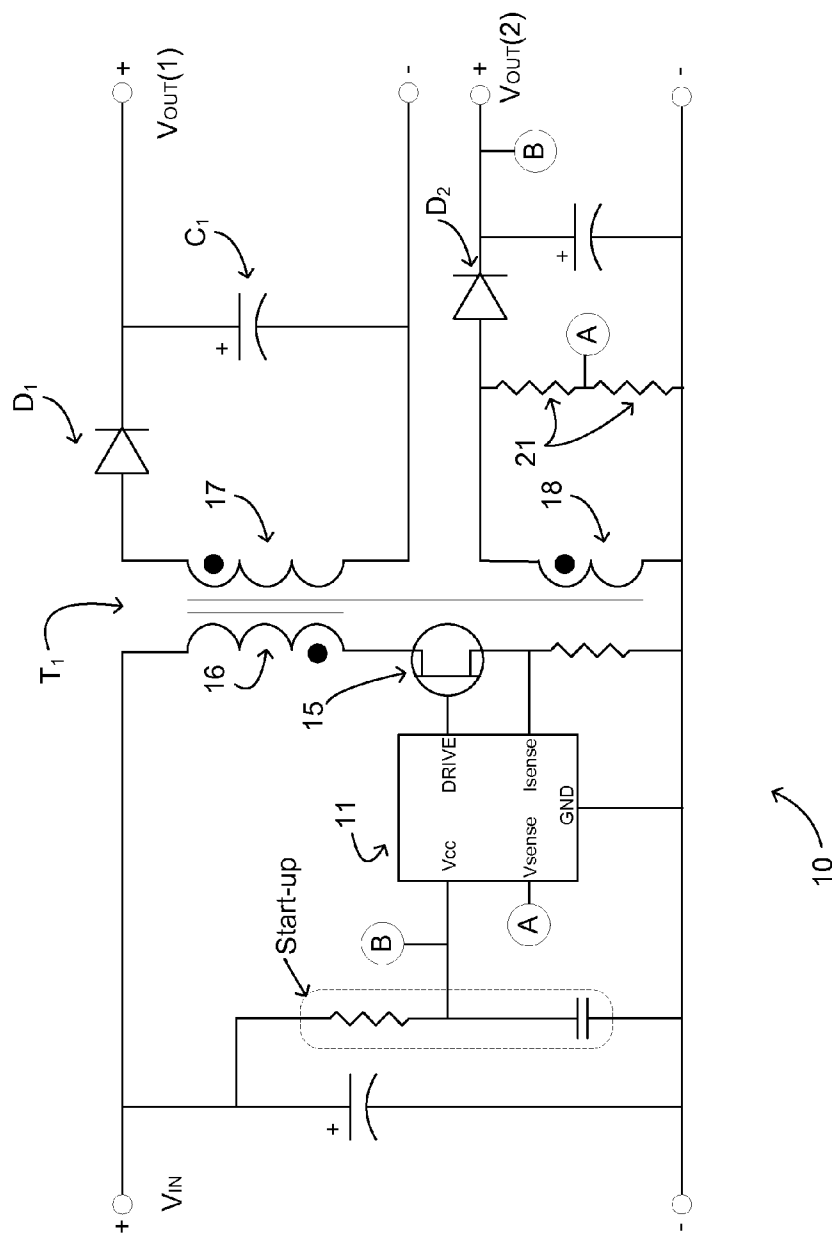 +
VIN
-
+
Start-up
B
A
11
Vcc
Vsense
GND
DRIVE
Isense
15
16
T1
17
18
D1
+
C1
21
A
D2
+
B
+
VOUT(1)
-
+
VOUT(2)
-
10